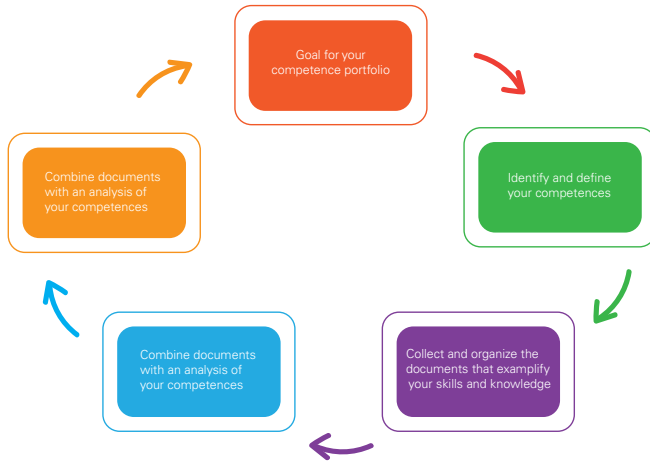 Goal for your
competence portfolio
Identify and define
your competences
Collect and organize the
documents that examplify
your skills and knowledge
Combine documents
with an analysis of
your competences
Combine documents
with an analysis of
your competences